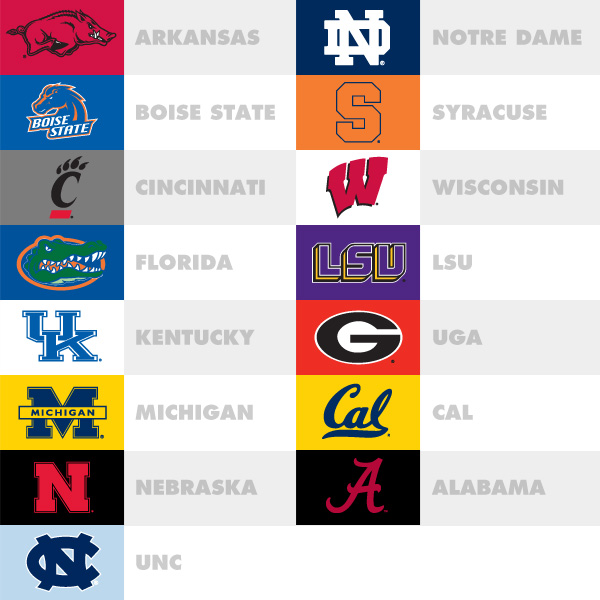 ARKANSAS
ND NOTRE DAME
BOISE STATE BOISE STATE
S SYRACUSE
C CINCINNATI
W WISCONSIN
FLORIDA
LSU LSU
UK KENTUCKY
G UGA
M MICHIGAN MICHIGAN
Cal CAL
N NEBRASKA
A ALABAMA
NC UNC